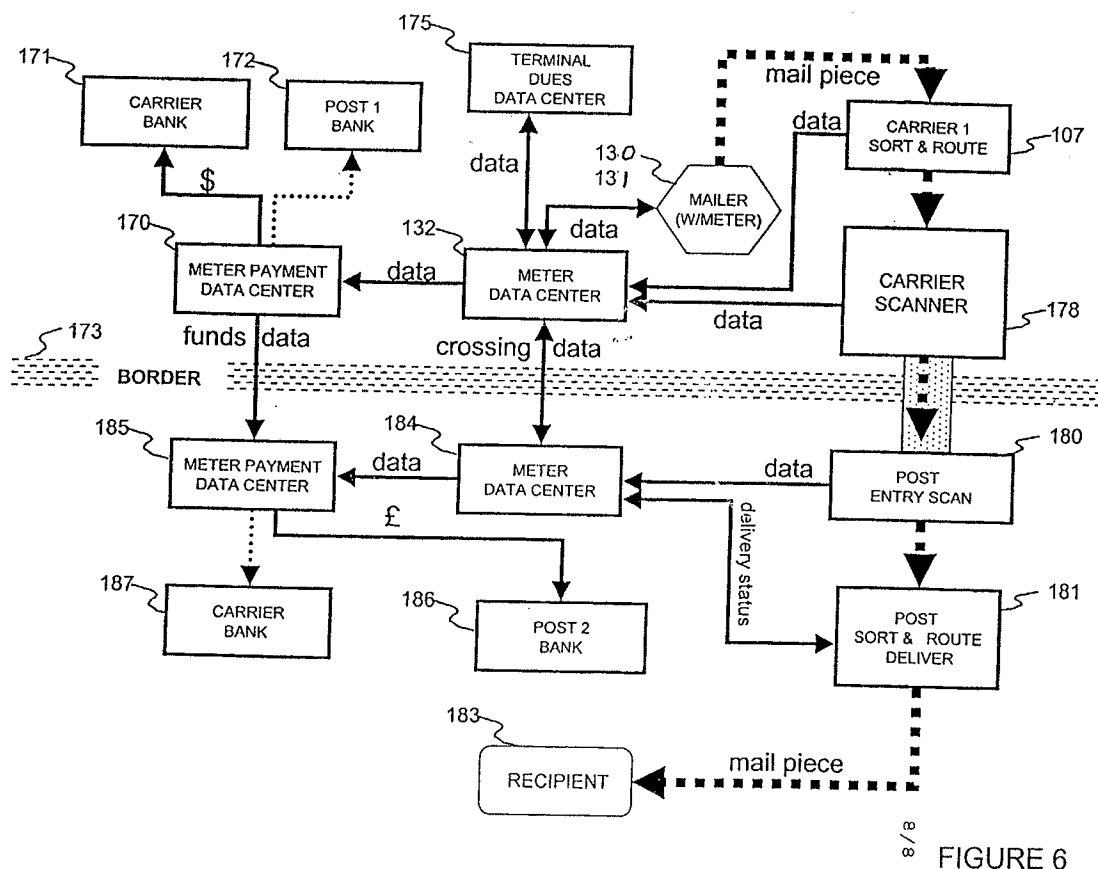 175
171
172
TERMINAL
DUES
DATA CENTER
mail piece
CARRIER
BANK
POST 1
BANK
data
CARRIER 1
SORT & ROUTE
107
data
130
131
$
MAILER
(W/METER)
170
132
data
METER PAYMENT
DATA CENTER
data
METER
DATA CENTER
CARRIER
SCANNER
data
178
173
funds data
crossing data
BORDER
185
184
180
METER PAYMENT
DATA CENTER
data
METER
DATA CENTER
data
POST
ENTRY SCAN
£
delivery status
187
186
181
CARRIER
BANK
POST 2
BANK
POST
SORT & ROUTE
DELIVER
183
RECIPIENT
mail piece
8/8
FIGURE 6